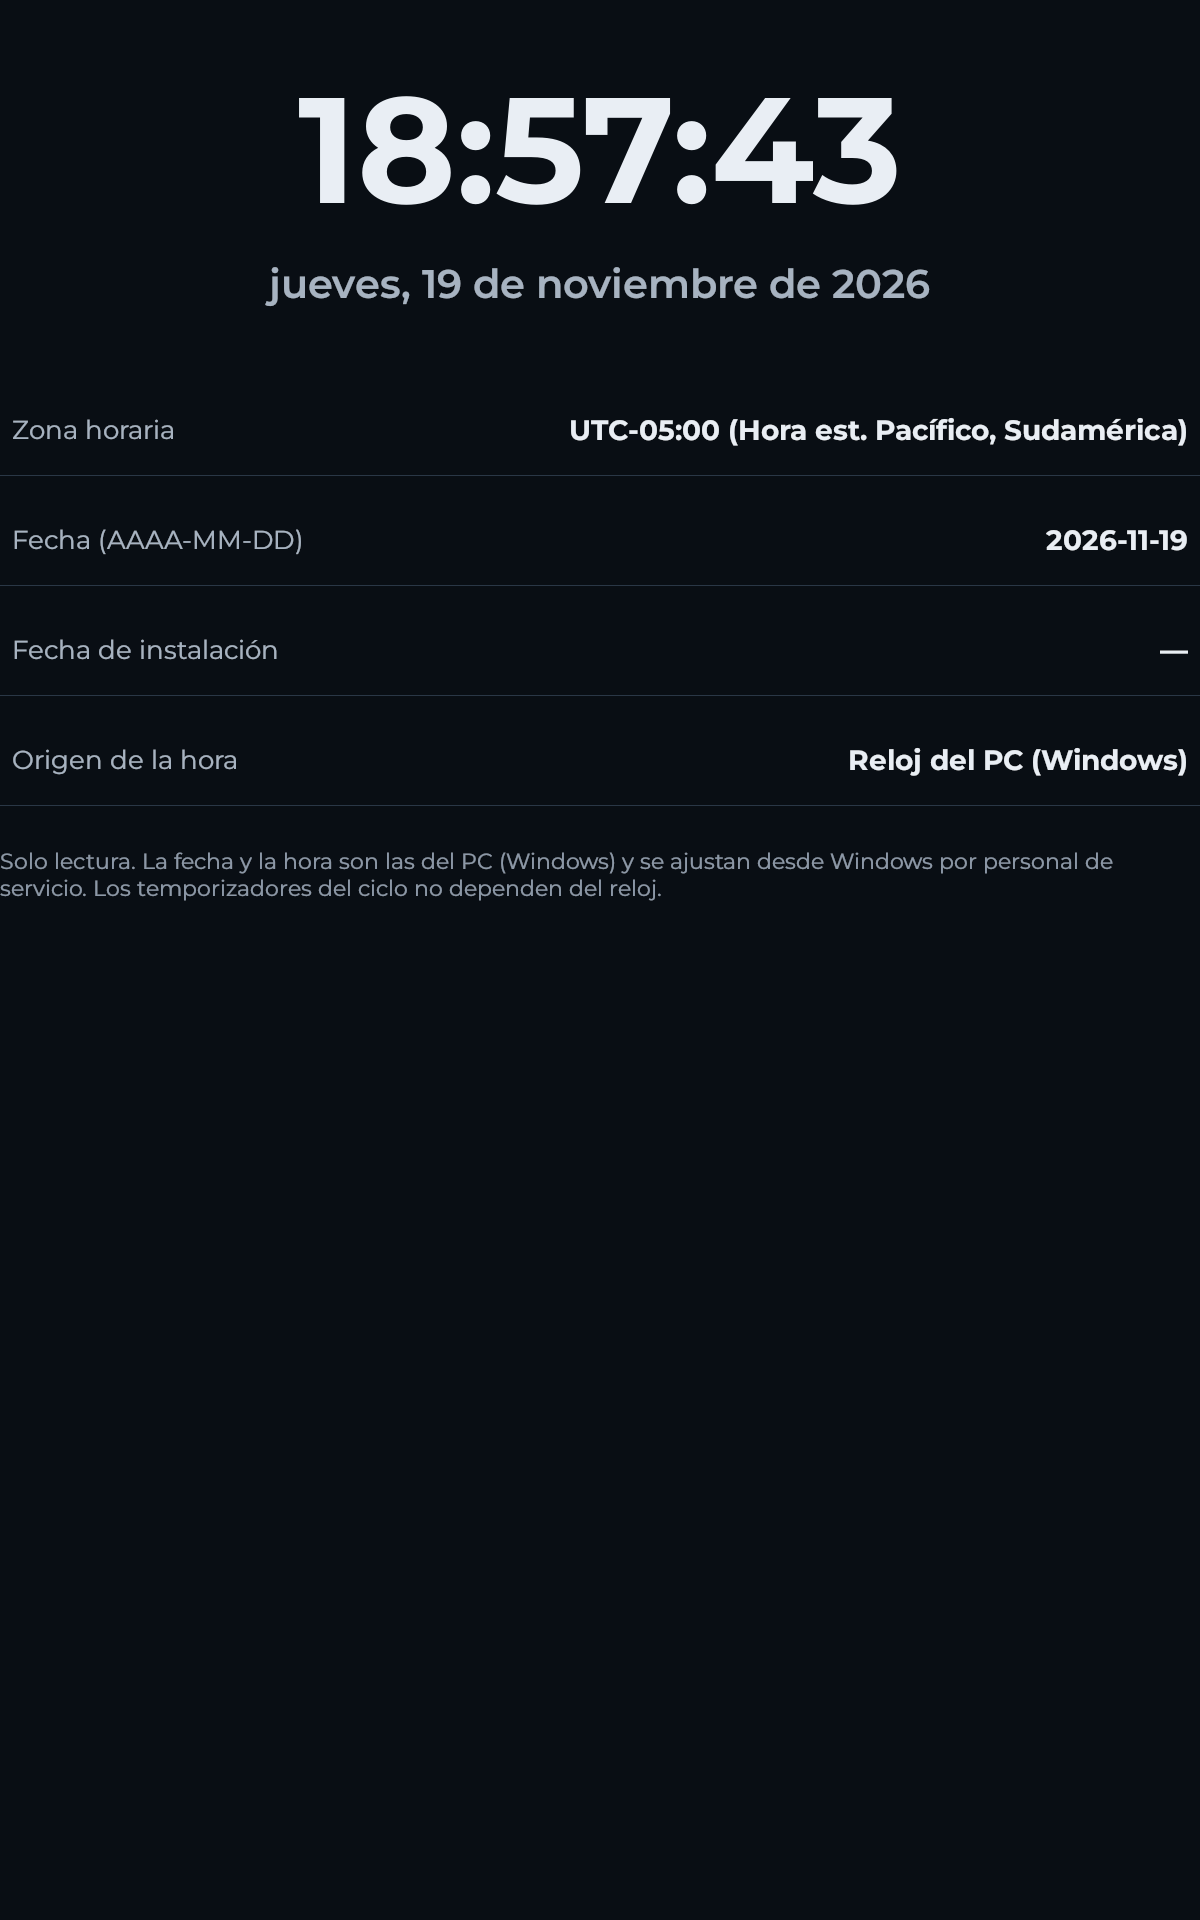 18:57:43
jueves, 19 de noviembre de 2026
Zona horaria
UTC-05:00 (Hora est. Pacífico, Sudamérica)
Fecha (AAAA-MM-DD)
2026-11-19
Fecha de instalación
—
Origen de la hora
Reloj del PC (Windows)
Solo lectura. La fecha y la hora son las del PC (Windows) y se ajustan desde Windows por personal de
servicio. Los temporizadores del ciclo no dependen del reloj.